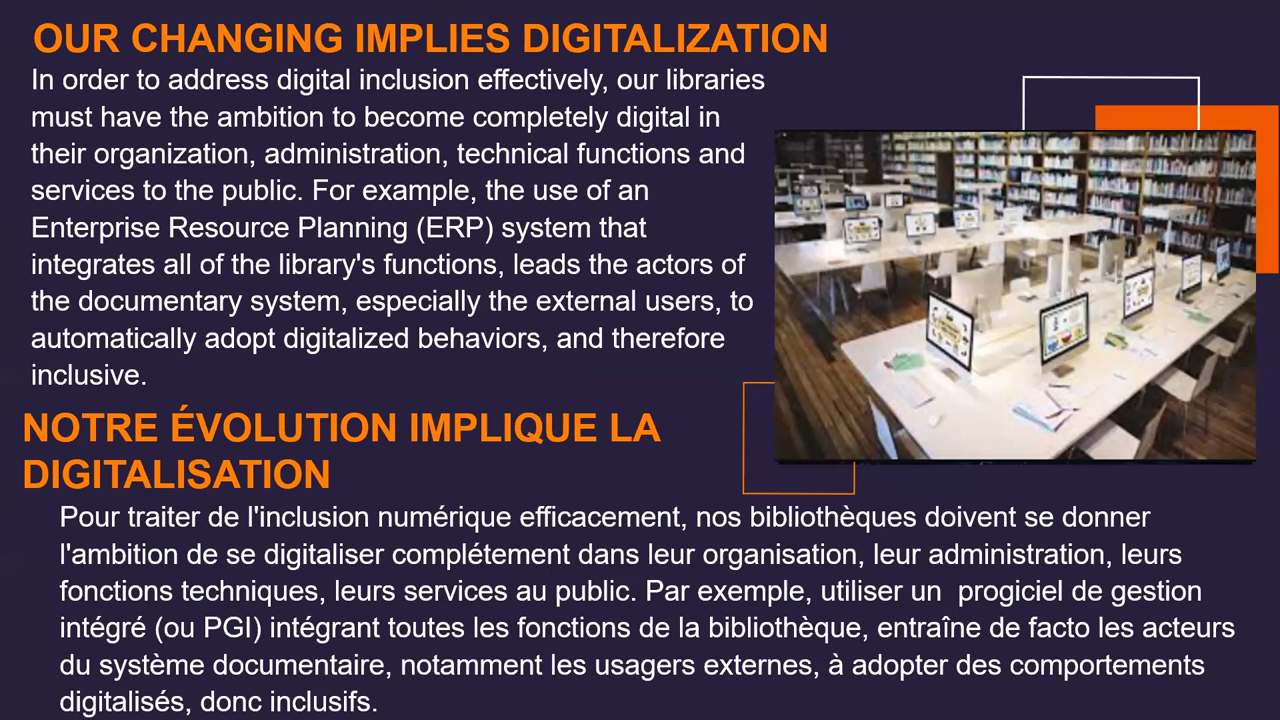 OUR CHANGING IMPLIES DIGITALIZATION
In order to address digital inclusion effectively, our libraries
must have the ambition to become completely digital in
their organization, administration, technical functions and
services to the public. For example, the use of an
Enterprise Resource Planning (ERP) system that
integrates all of the library's functions, leads the actors of
the documentary system, especially the external users, to
automatically adopt digitalized behaviors, and therefore
inclusive.
NOTRE ÉVOLUTION IMPLIQUE LA
DIGITALISATION
Pour traiter de l'inclusion numérique efficacement, nos bibliothèques doivent se donner
l'ambition de se digitaliser complétement dans leur organisation, leur administration, leurs
fonctions techniques, leurs services au public. Par exemple, utiliser un  progiciel de gestion
intégré (ou PGI) intégrant toutes les fonctions de la bibliothèque, entraîne de facto les acteurs
du système documentaire, notamment les usagers externes, à adopter des comportements
digitalisés, donc inclusifs.